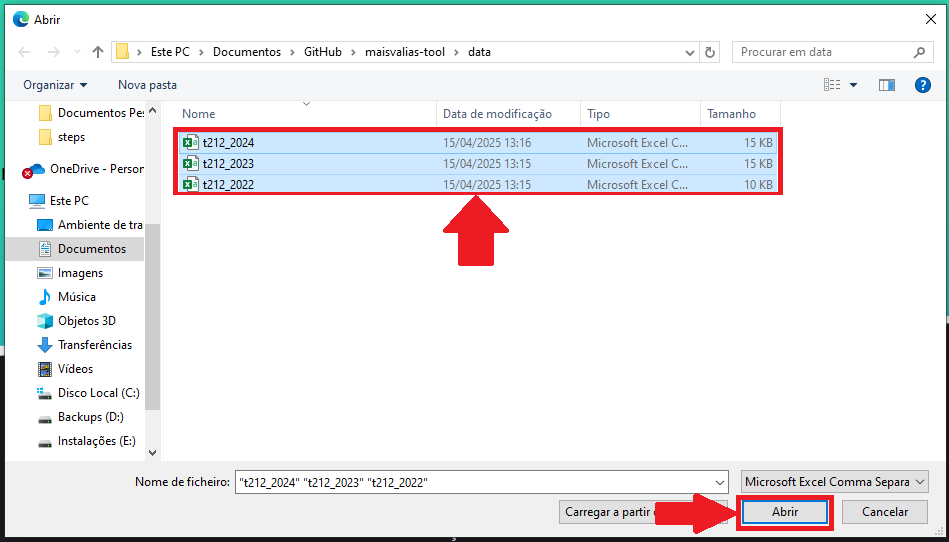 Abrir
Este PC > Documentos > GitHub > maisvalias-tool > data
Procurar em data
Organizar
Nova pasta
Nome
Data de modificação
Tipo
Tamanho
t212_2024 15/04/2025 13:16 Microsoft Excel C... 15 KB
t212_2023 15/04/2025 13:15 Microsoft Excel C... 15 KB
t212_2022 15/04/2025 13:15 Microsoft Excel C... 10 KB
Documentos Pes
steps
OneDrive - Person
Este PC
Ambiente de tra
Documentos
Imagens
Música
Objetos 3D
Transferências
Vídeos
Disco Local (C:)
Backups (D:)
Instalações (E:)
Nome de ficheiro:
"t212_2024" "t212_2023" "t212_2022"
Microsoft Excel Comma Separa
Carregar a partir
Abrir
Cancelar